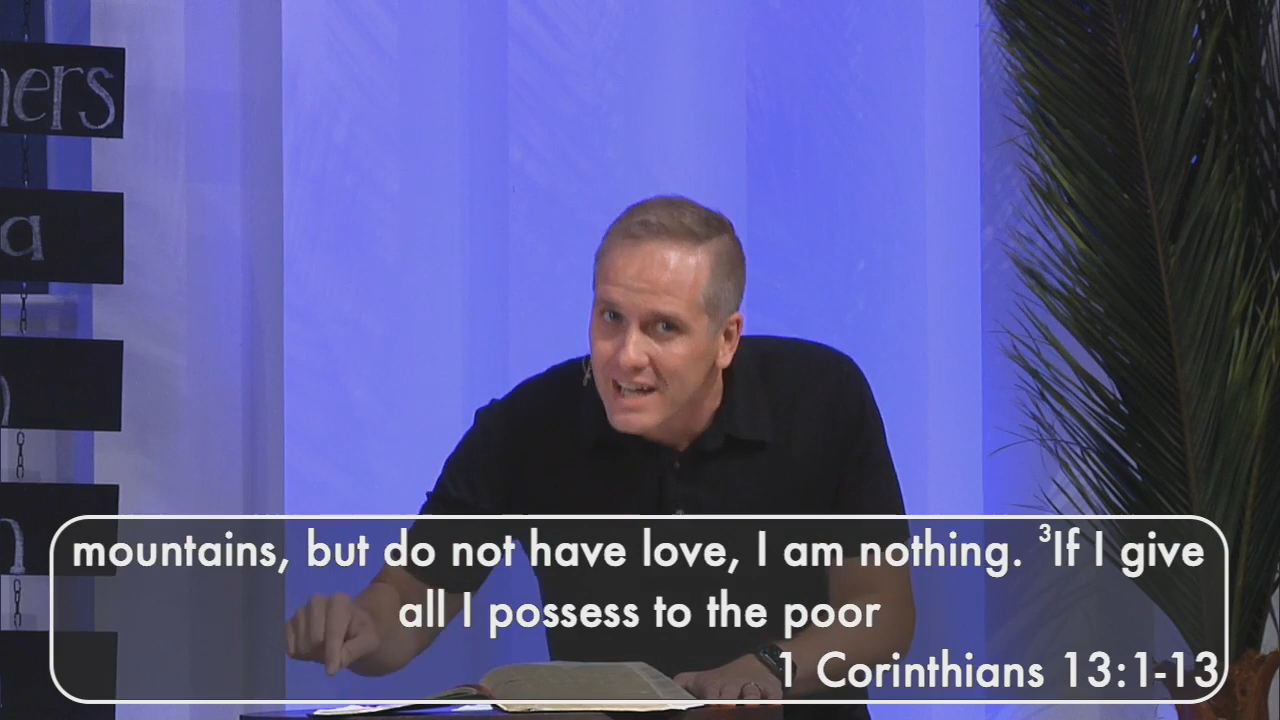 ners
a
n
mountains, but do not have love, I am nothing. ³If I give
all I possess to the poor
1 Corinthians 13:1-13